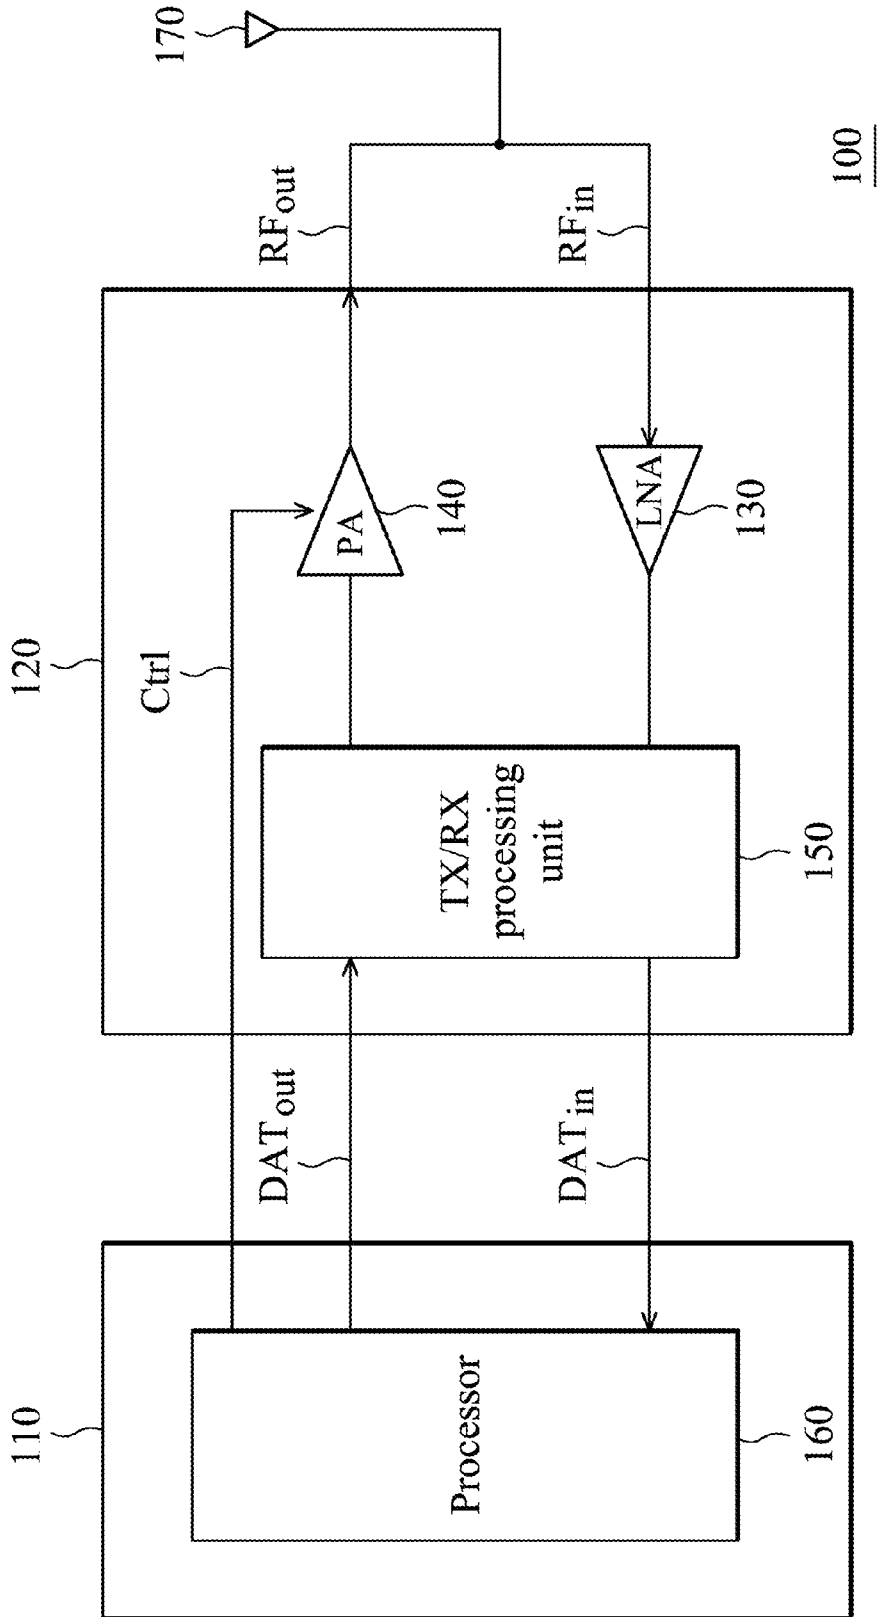 110
Processor
160
120
Ctrl
DATout
DATin
TX/RX
processing
unit
150
PA
140
LNA
130
RFout
RFin
170
100